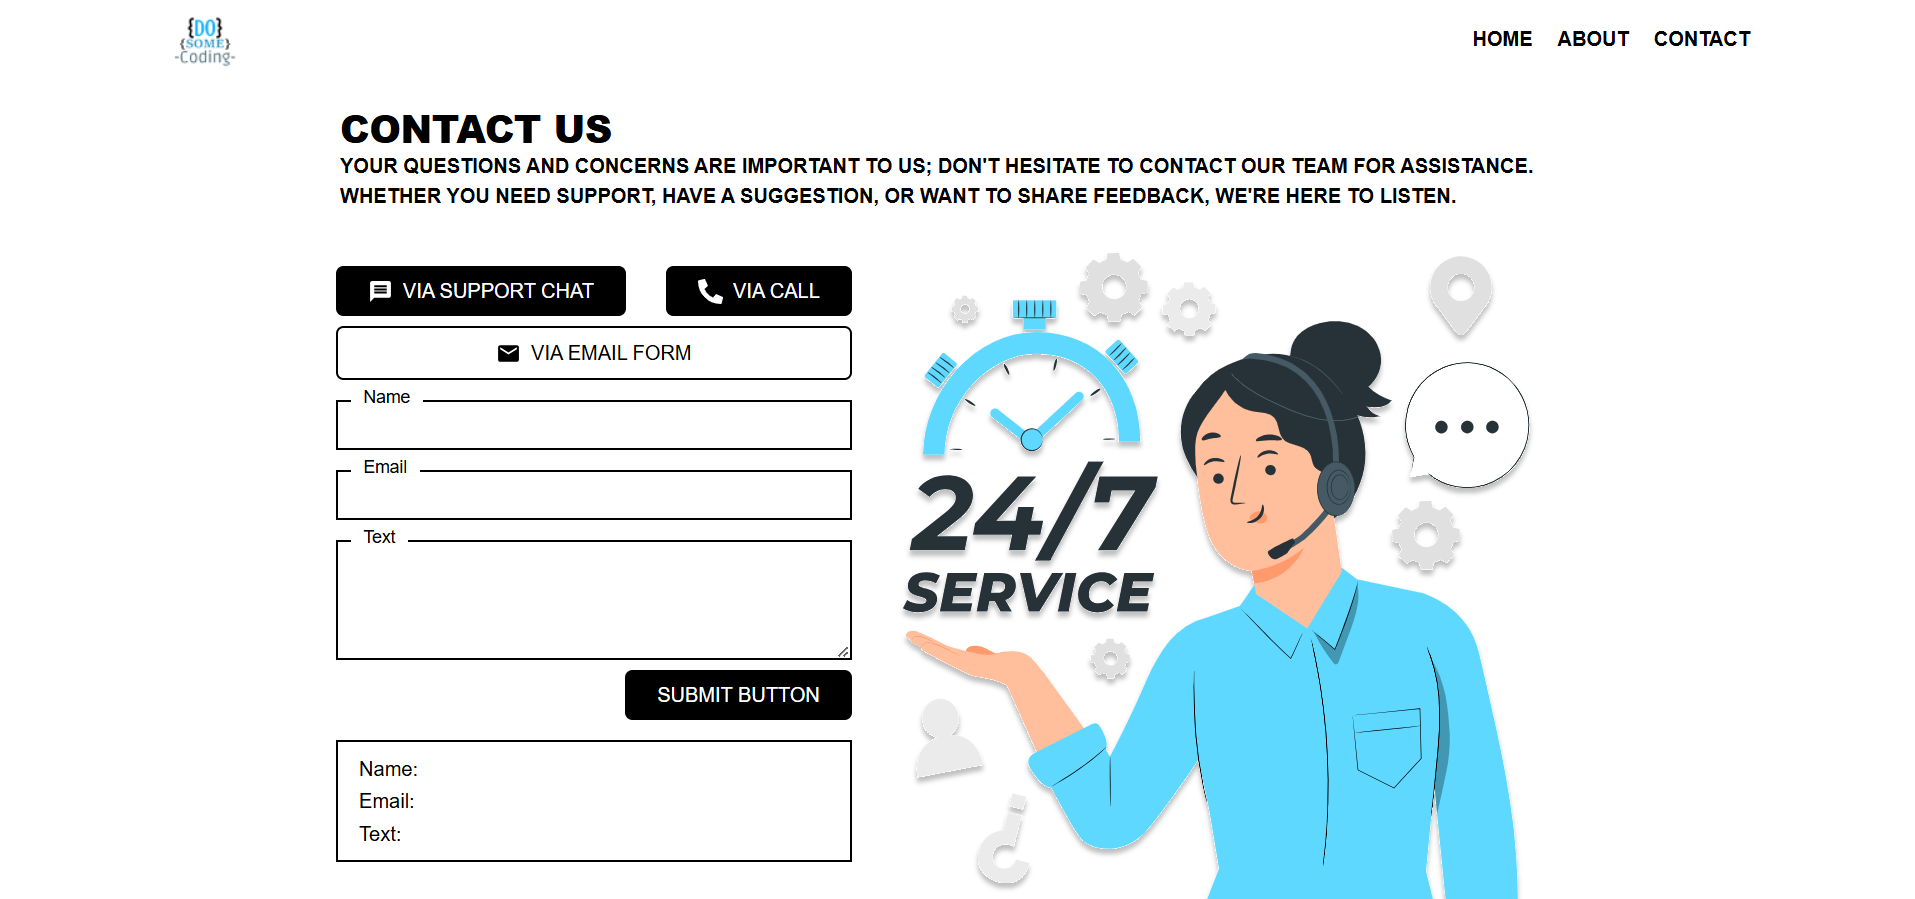 {DO}
{SOME}
-Coding-
HOME ABOUT CONTACT
CONTACT US
YOUR QUESTIONS AND CONCERNS ARE IMPORTANT TO US; DON'T HESITATE TO CONTACT OUR TEAM FOR ASSISTANCE.
WHETHER YOU NEED SUPPORT, HAVE A SUGGESTION, OR WANT TO SHARE FEEDBACK, WE'RE HERE TO LISTEN.
VIA SUPPORT CHAT
VIA CALL
VIA EMAIL FORM
Name
Email
Text
SUBMIT BUTTON
Name:
Email:
Text:
24/7
SERVICE